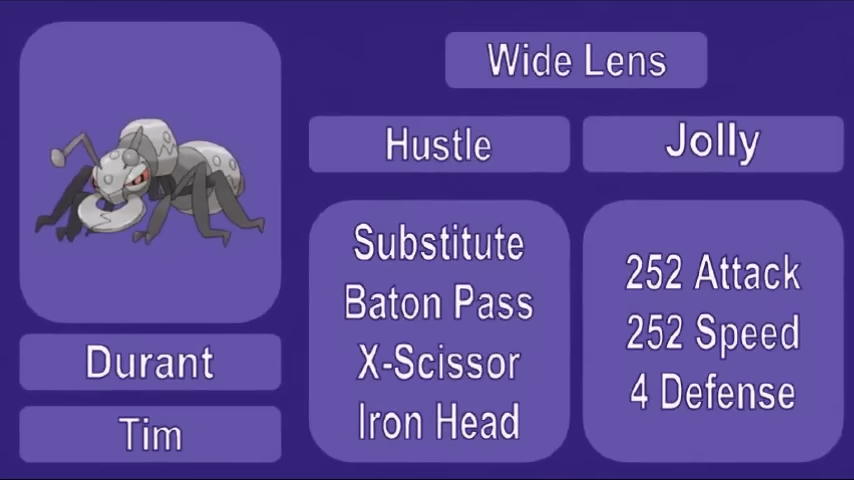 Wide Lens
Hustle
Jolly
Substitute
Baton Pass
X-Scissor
Iron Head
252 Attack
252 Speed
4 Defense
Durant
Tim